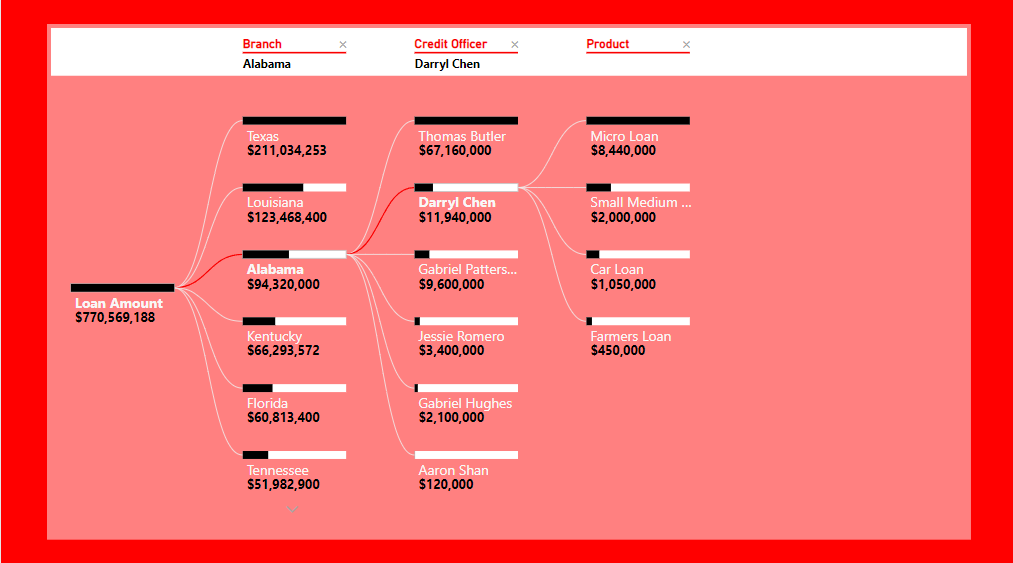 Branch
Credit Officer
Product
Alabama
Darryl Chen
Loan Amount
$770,569,188
Texas
$211,034,253
Louisiana
$123,468,400
Alabama
$94,320,000
Kentucky
$66,293,572
Florida
$60,813,400
Tennessee
$51,982,900
Thomas Butler
$67,160,000
Darryl Chen
$11,940,000
Gabriel Patters...
$9,600,000
Jessie Romero
$3,400,000
Gabriel Hughes
$2,100,000
Aaron Shan
$120,000
Micro Loan
$8,440,000
Small Medium ...
$2,000,000
Car Loan
$1,050,000
Farmers Loan
$450,000